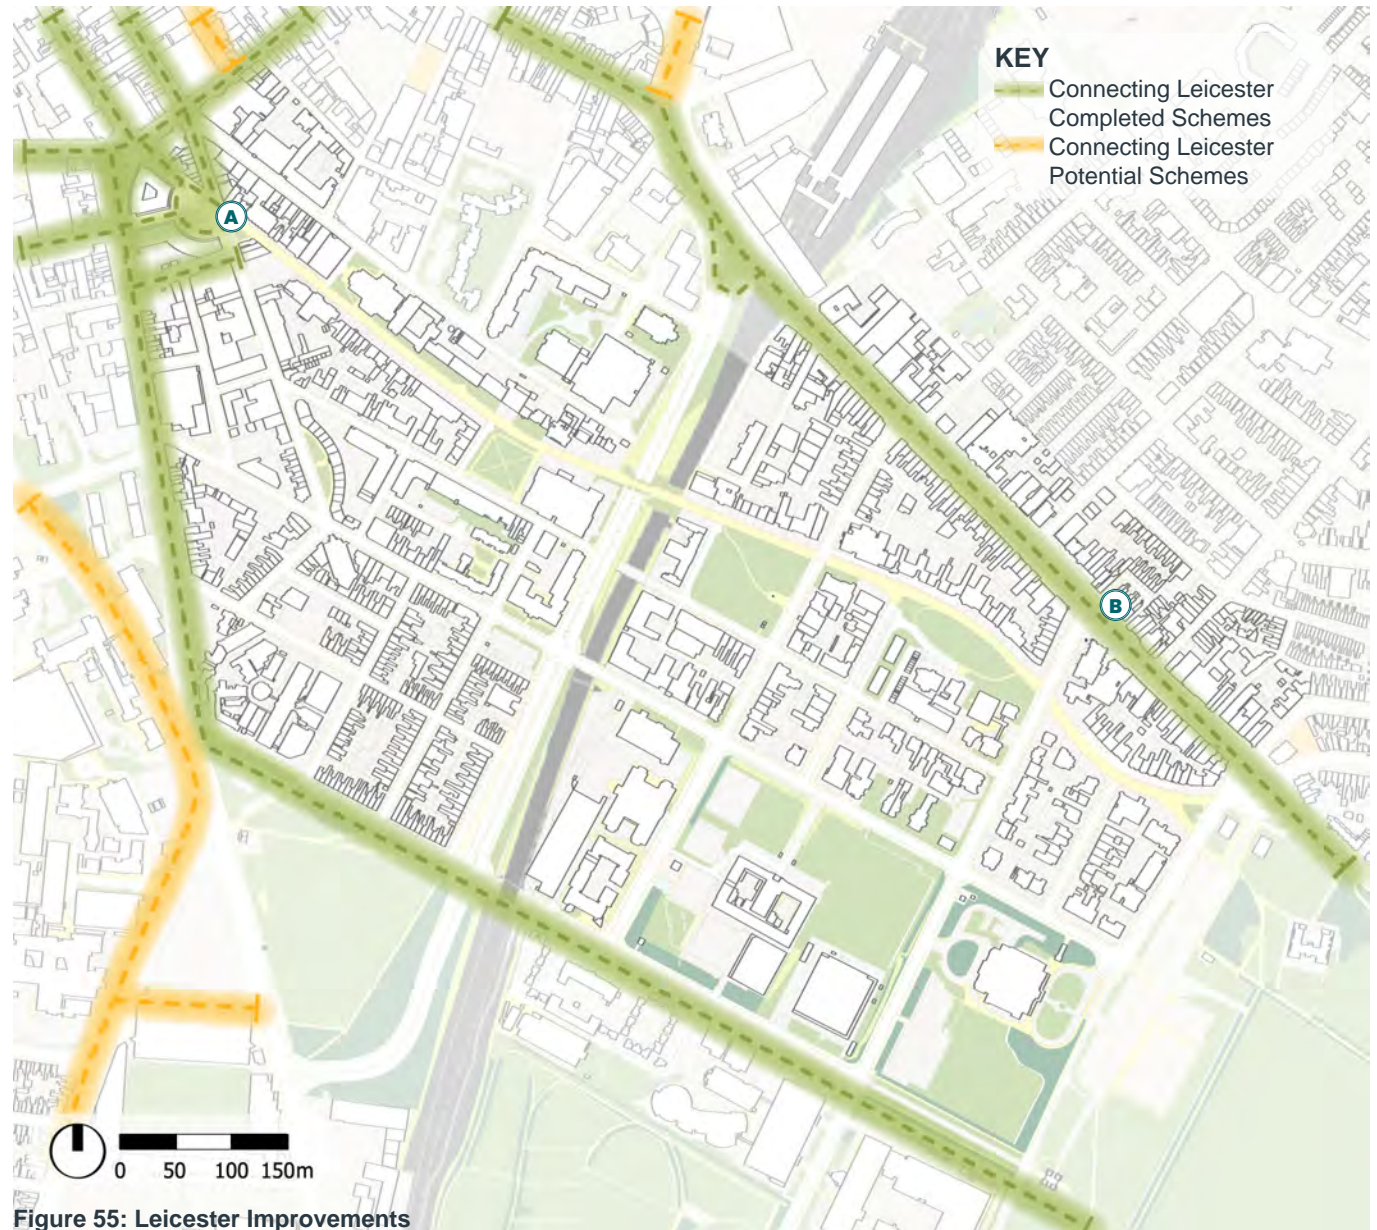 KEY
Connecting Leicester
Completed Schemes
Connecting Leicester
Potential Schemes
A
B
0 50 100 150m
Figure 55: Leicester Improvements